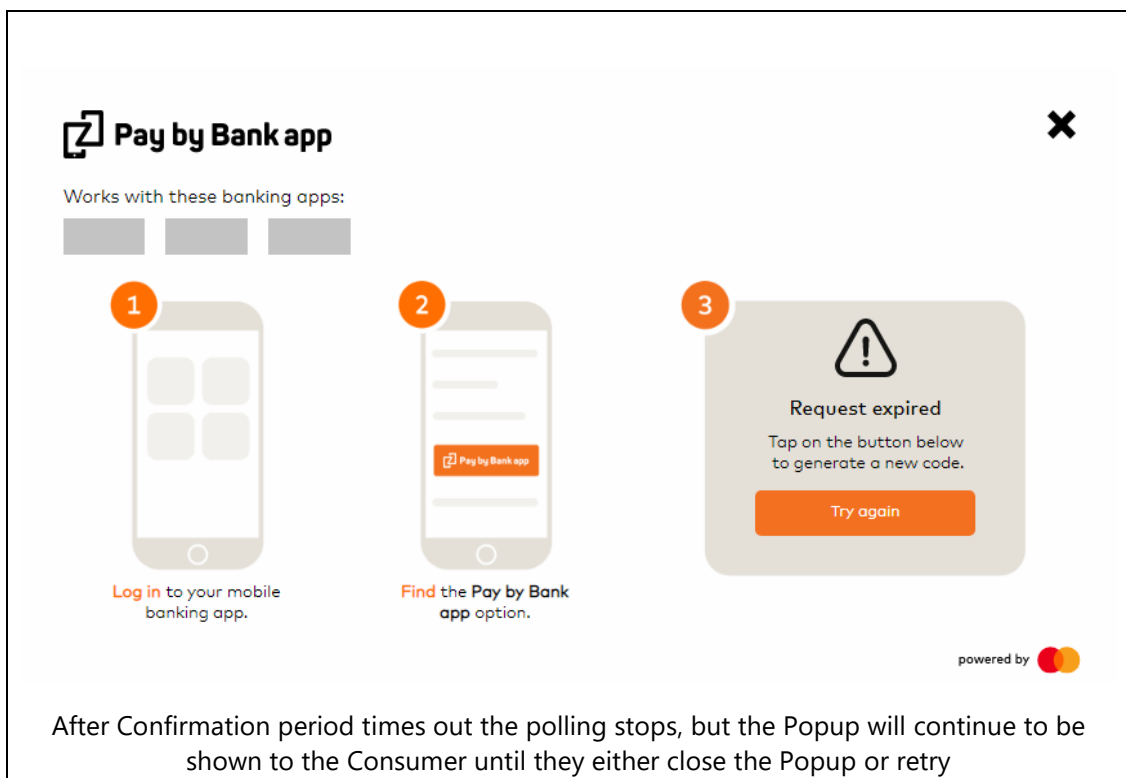 Pay by Bank app
Works with these banking apps:
1
2
3
Pay by Bank app
Request expired
Tap on the button below
to generate a new code.
Try again
Log in to your mobile
banking app.
Find the Pay by Bank
app option.
powered by
After Confirmation period times out the polling stops, but the Popup will continue to be
shown to the Consumer until they either close the Popup or retry